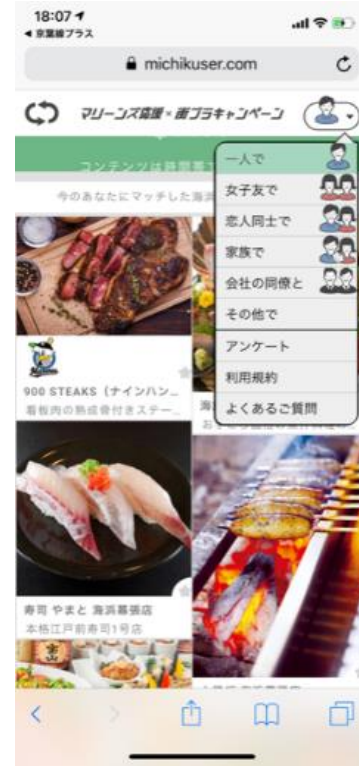 18:07
◀ 京葉線プラス
michikuser.com
マリーンズ応援×街ブラキャンペーン
コンテンツは時間帯で
今のあなたにマッチした海浜
一人で
女子友で
恋人同士で
家族で
会社の同僚と
その他で
アンケート
利用規約
よくあるご質問
900 STEAKS（ナインハン...
看板肉の熟成骨付きステー...
海
寿司 やまと 海浜幕張店
本格江戸前寿司1号店